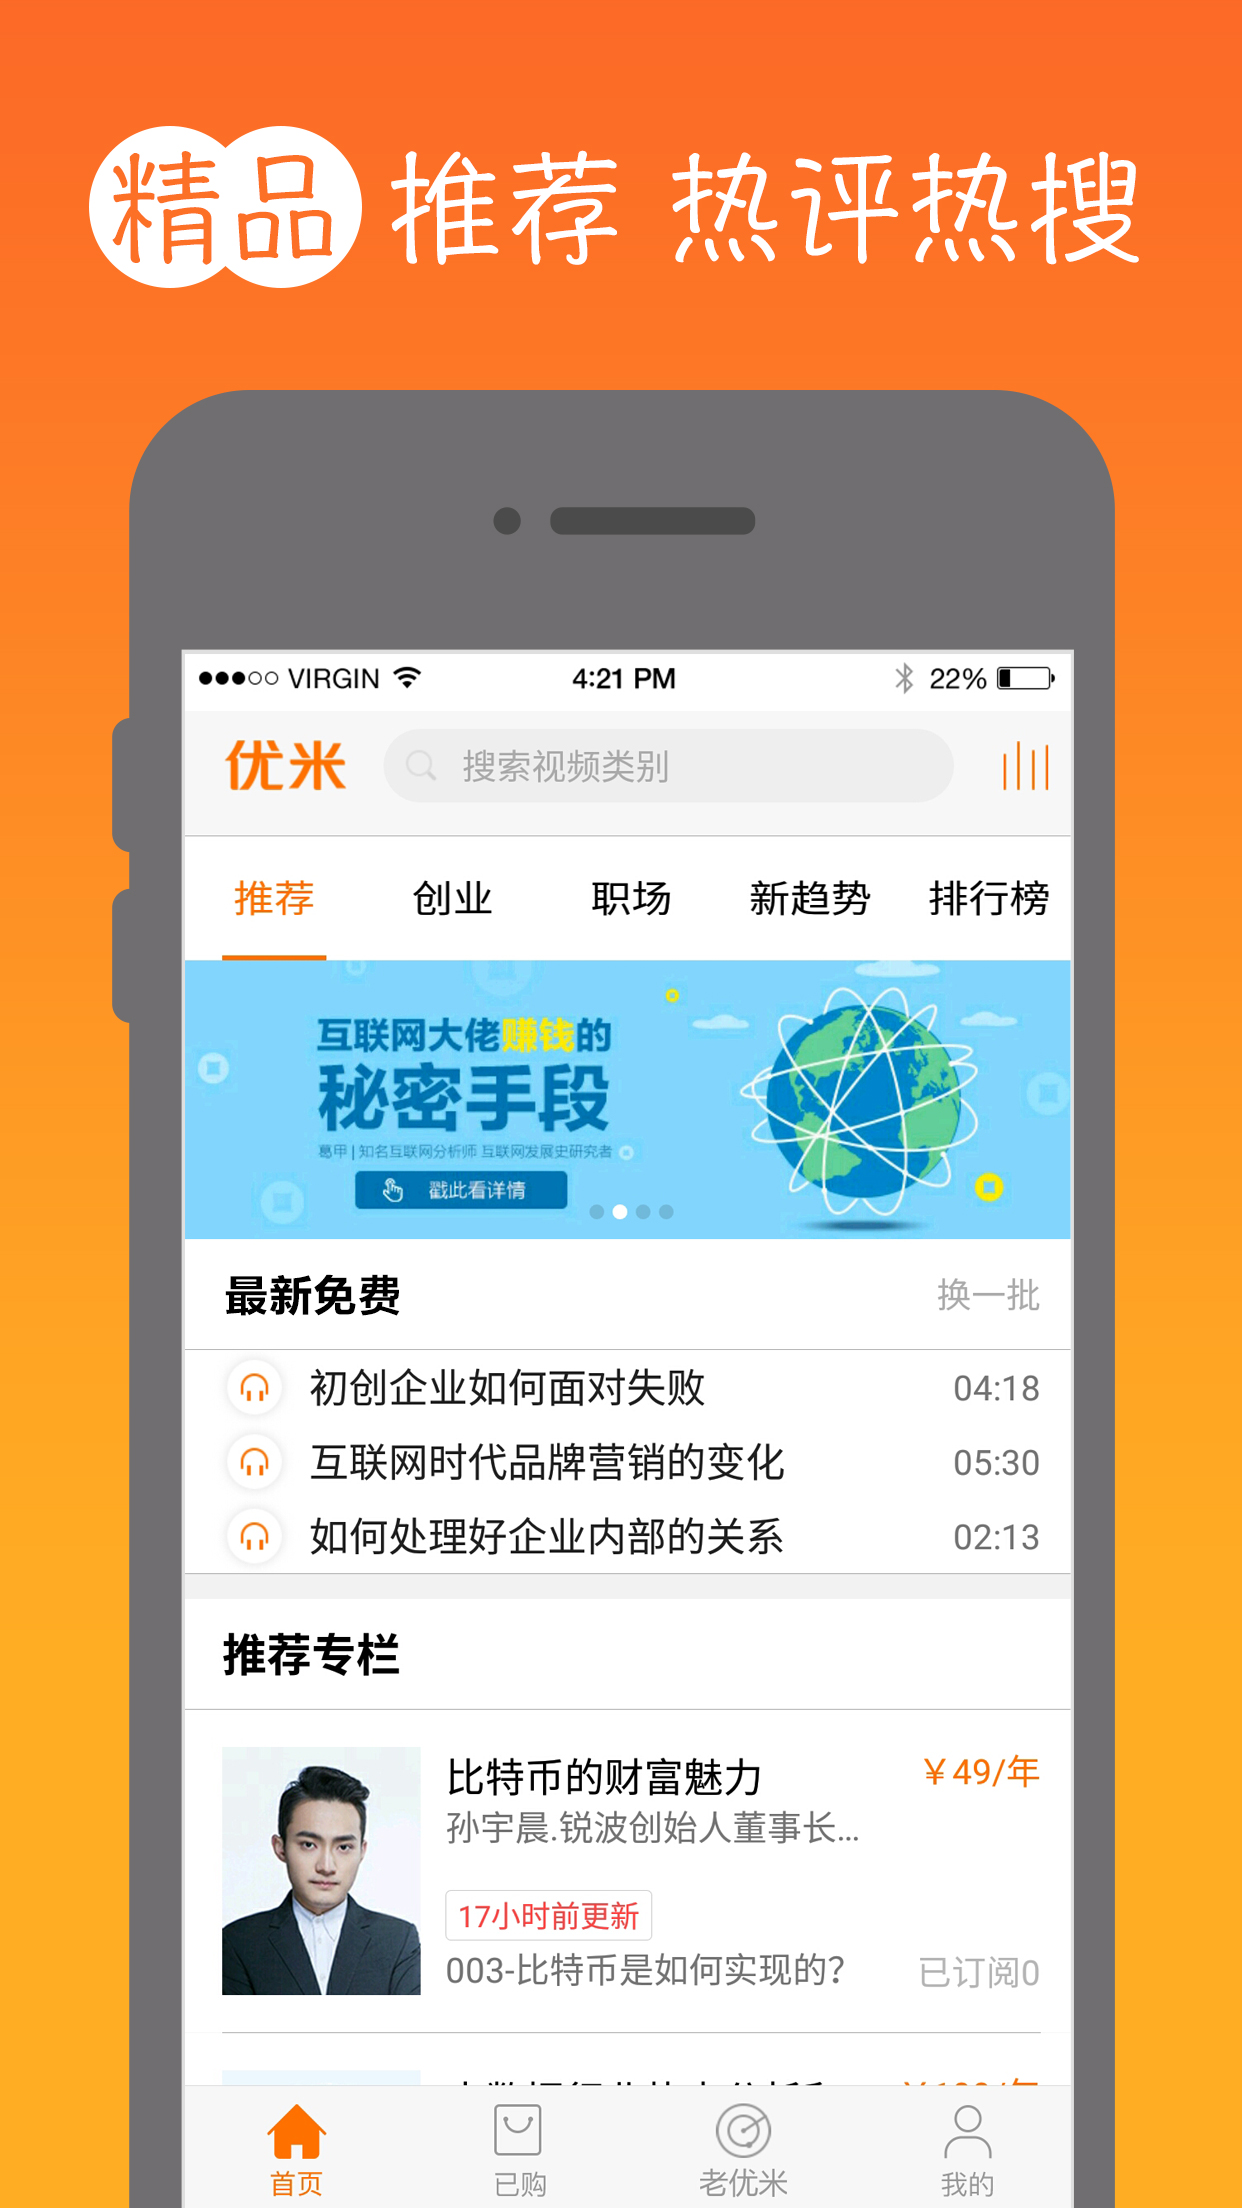 精品推荐 热评热搜
VIRGIN 4:21 PM 22%
优米 搜索视频类别
推荐 创业 职场 新趋势 排行榜
互联网大佬赚钱的
秘密手段
葛甲 | 知名互联网分析师 互联网发展史研究者
戳此看详情
最新免费 换一批
初创企业如何面对失败 04:18
互联网时代品牌营销的变化 05:30
如何处理好企业内部的关系 02:13
推荐专栏
比特币的财富魅力 ￥49/年
孙宇晨.锐波创始人董事长...
17小时前更新
003-比特币是如何实现的? 已订阅0
首页 已购 老优米 我的